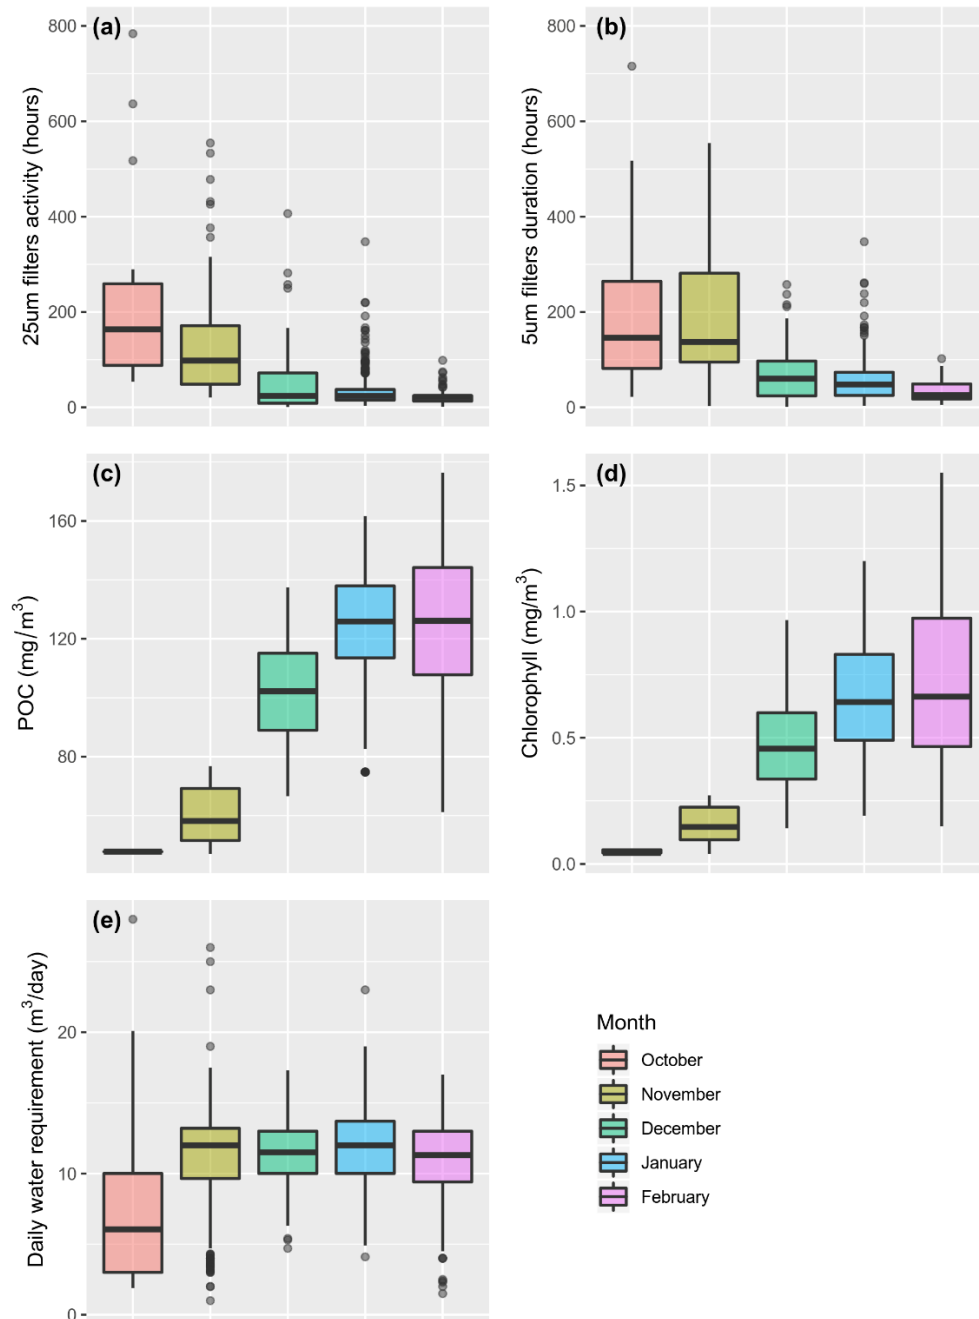 (a)
25um filters activity (hours)
800
600
400
200
0
(b)
5um filters duration (hours)
800
600
400
200
0
(c)
POC (mg/m³)
160
120
80
(d)
Chlorophyll (mg/m³)
1.5
1.0
0.5
0.0
(e)
Daily water requirement (m³/day)
20
10
0
Month
October
November
December
January
February